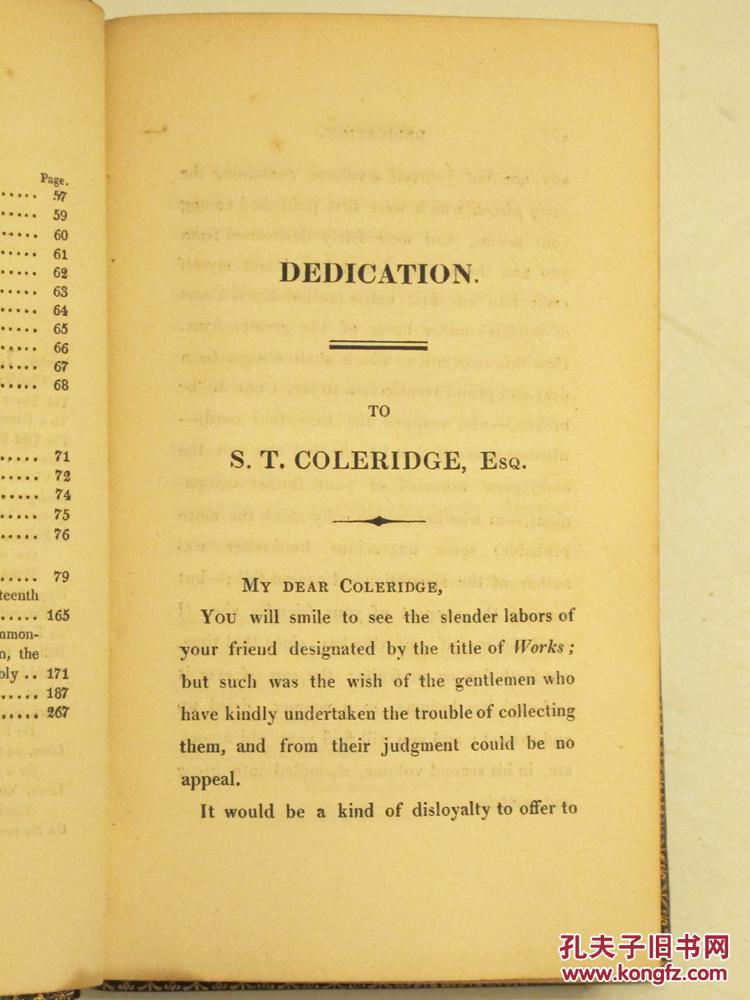 Page.
57
59
60
61
62
63
64
65
66
67
68
71
72
74
75
76
79
teenth
165
mmon-
n, the
oly .. 171
187
267
DEDICATION.
TO
S. T. COLERIDGE, Esq.
My dear Coleridge,
You will smile to see the slender labors of
your friend designated by the title of Works;
but such was the wish of the gentlemen who
have kindly undertaken the trouble of collecting
them, and from their judgment could be no
appeal.
It would be a kind of disloyalty to offer to
孔夫子旧书网
www.kongfz.com